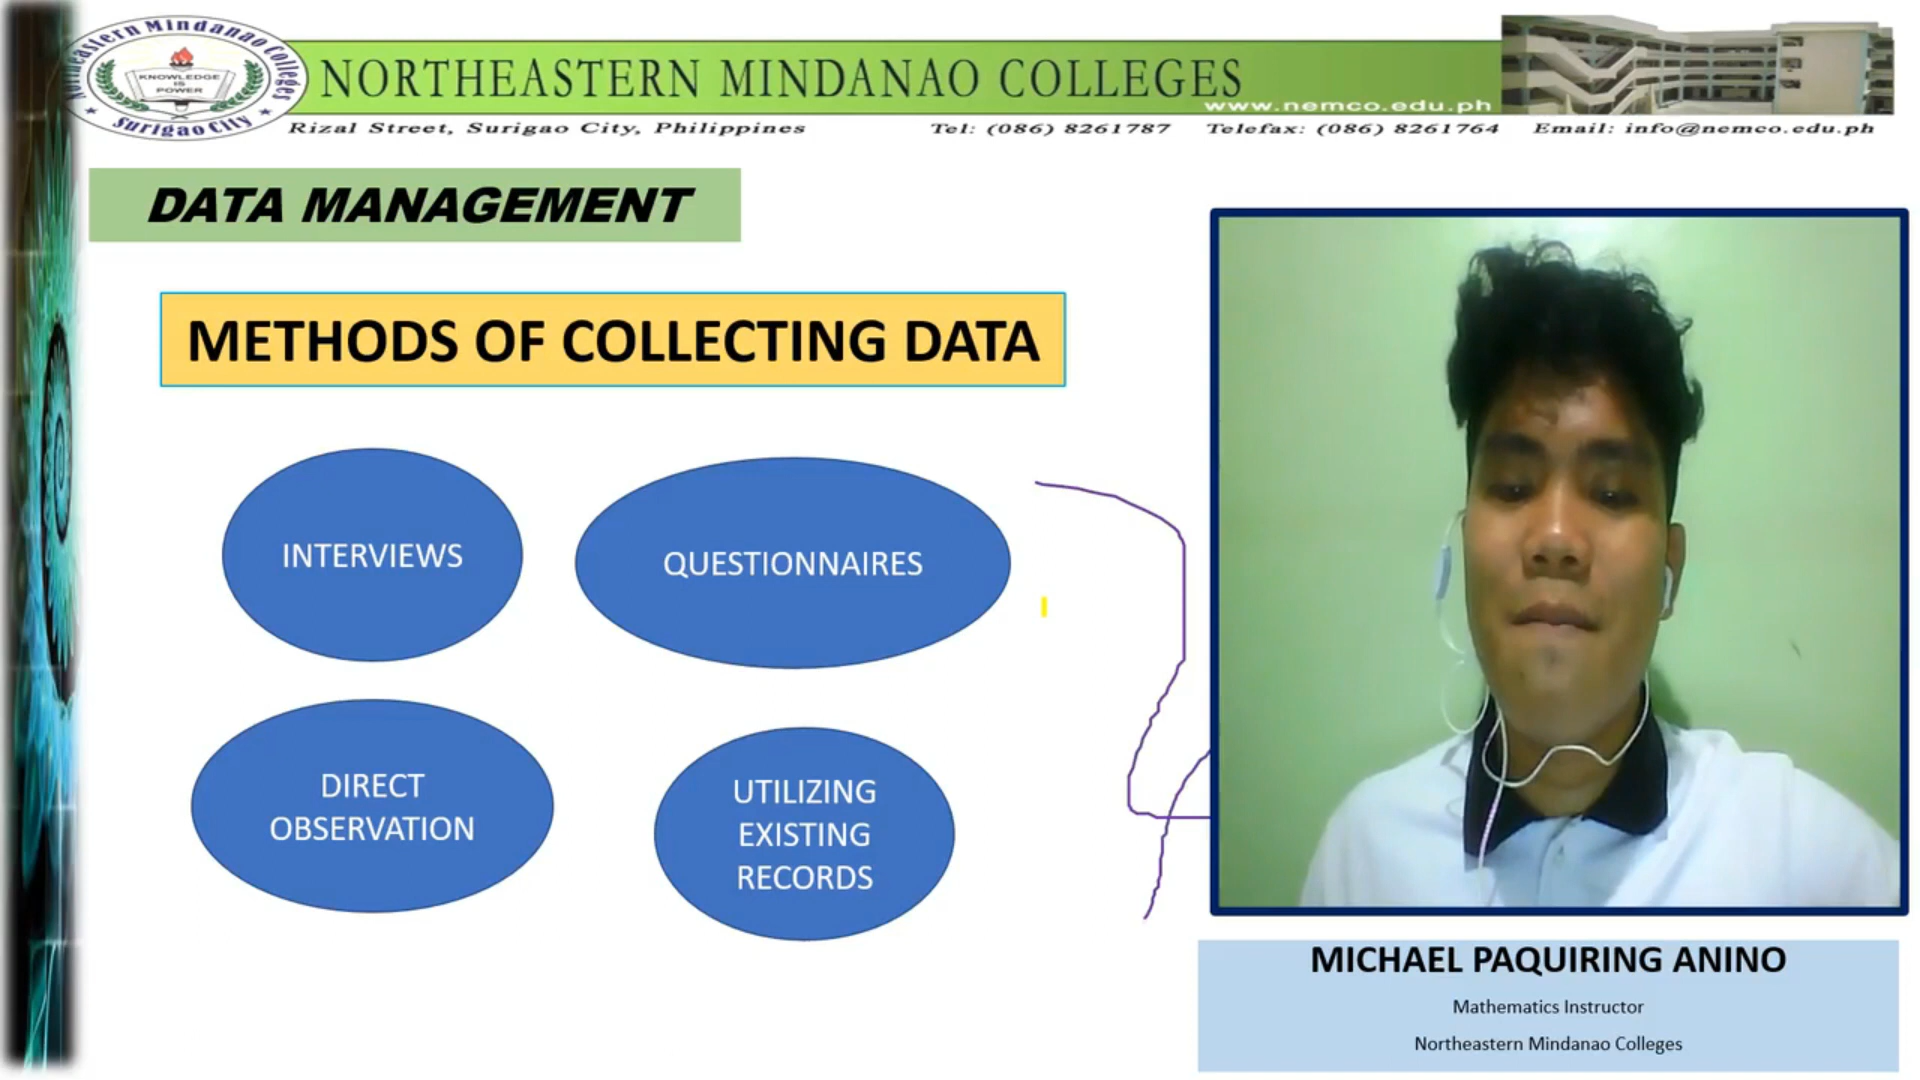 Northeastern Mindanao Colleges
KNOWLEDGE
IS
POWER
Surigao City
NORTHEASTERN MINDANAO COLLEGES
www.nemco.edu.ph
Rizal Street, Surigao City, Philippines Tel: (086) 8261787 Telefax: (086) 8261764 Email: info@nemco.edu.ph
DATA MANAGEMENT
METHODS OF COLLECTING DATA
INTERVIEWS
QUESTIONNAIRES
DIRECT
OBSERVATION
UTILIZING
EXISTING
RECORDS
MICHAEL PAQUIRING ANINO
Mathematics Instructor
Northeastern Mindanao Colleges